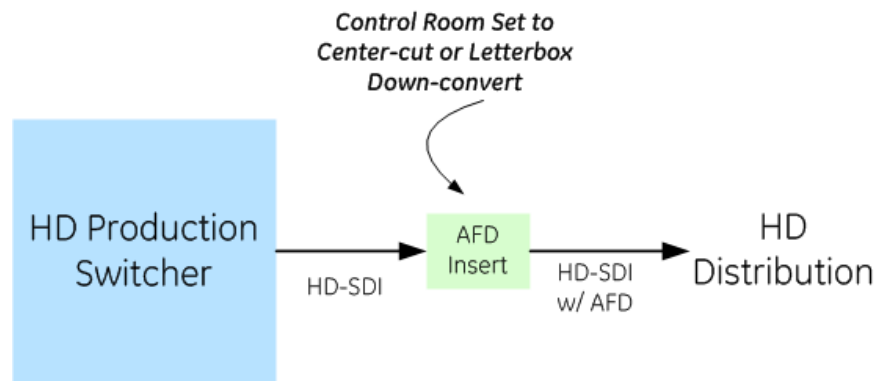 Control Room Set to
Center-cut or Letterbox
Down-convert
HD Production
Switcher
HD-SDI
AFD
Insert
HD-SDI
w/ AFD
HD
Distribution